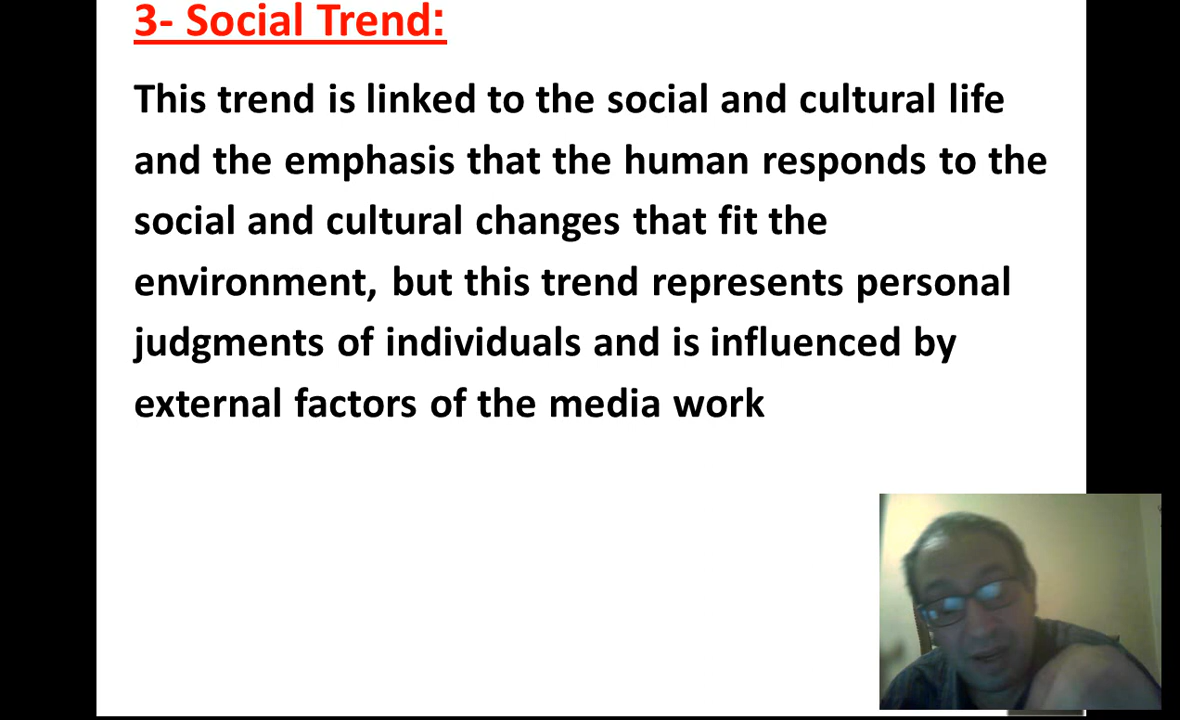 3- Social Trend:
This trend is linked to the social and cultural life
and the emphasis that the human responds to the
social and cultural changes that fit the
environment, but this trend represents personal
judgments of individuals and is influenced by
external factors of the media work